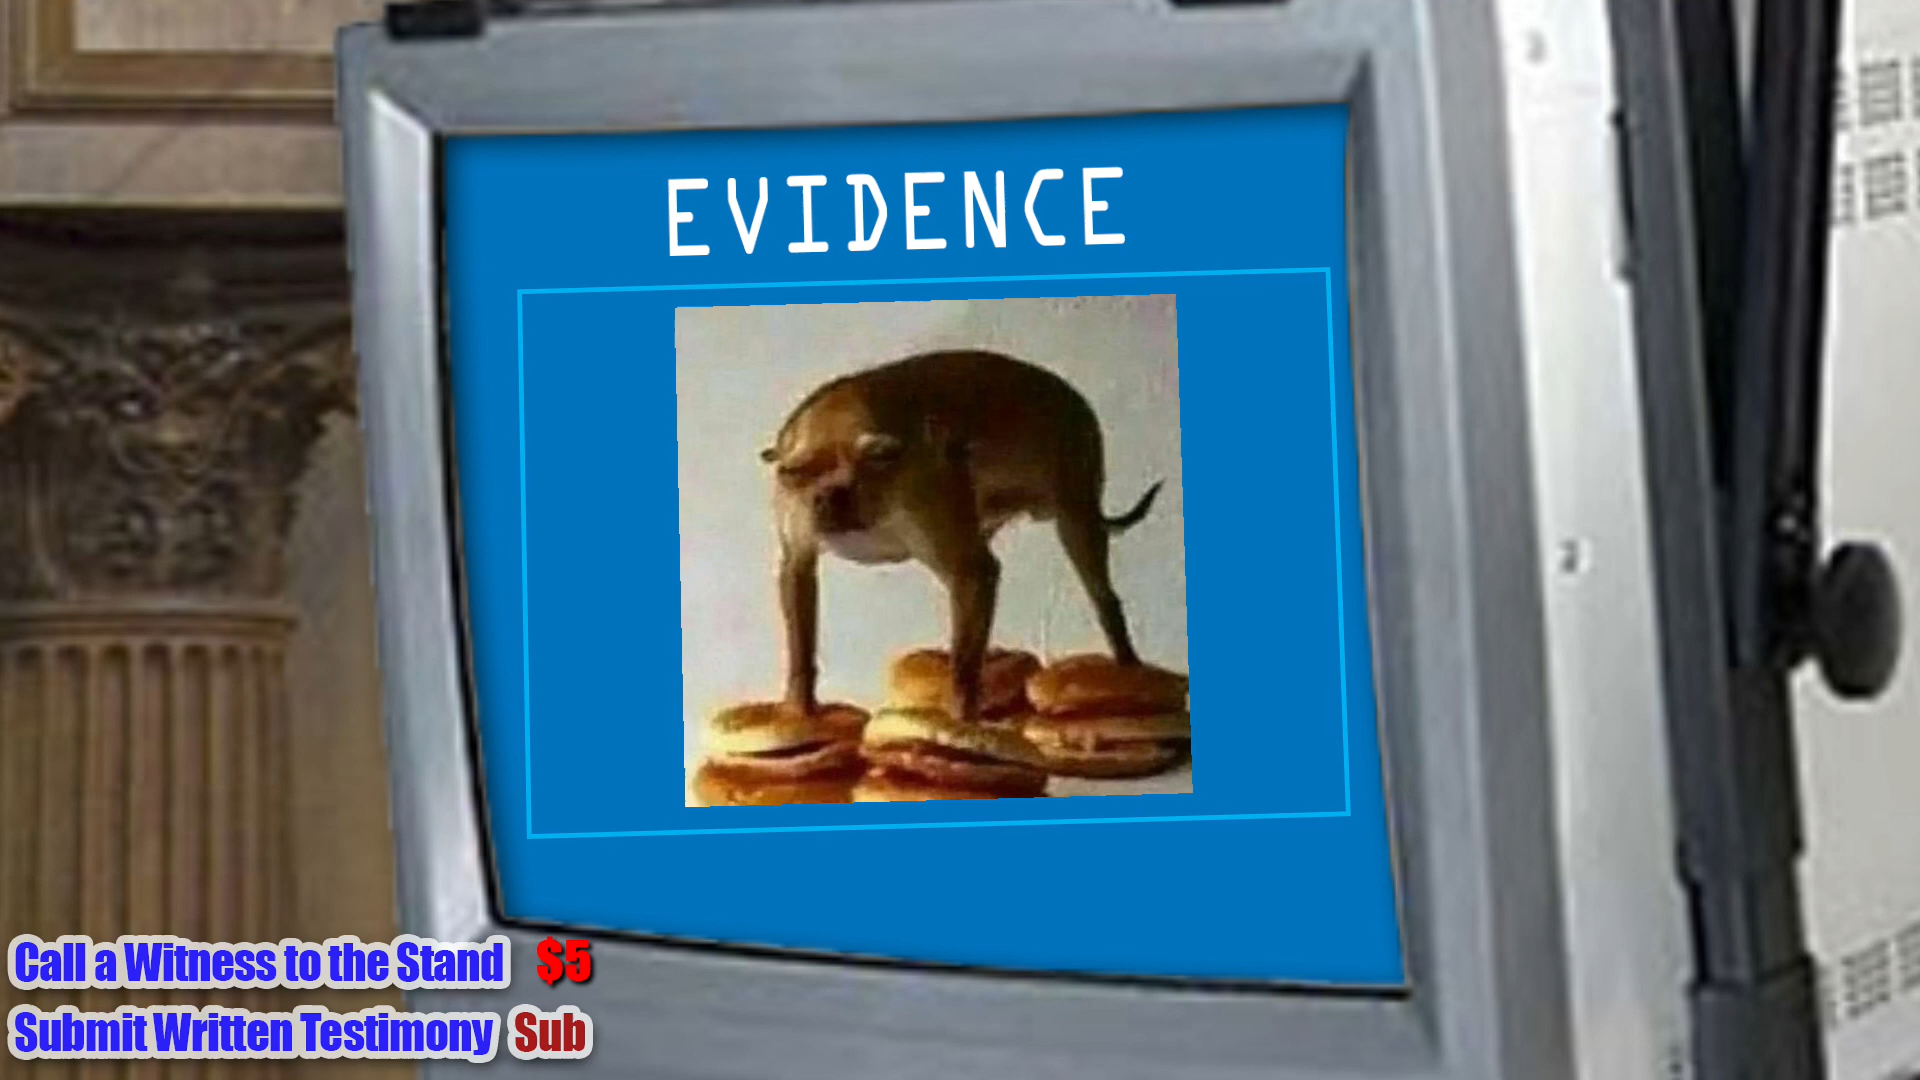 EVIDENCE
Call a Witness to the Stand $5
Submit Written Testimony Sub